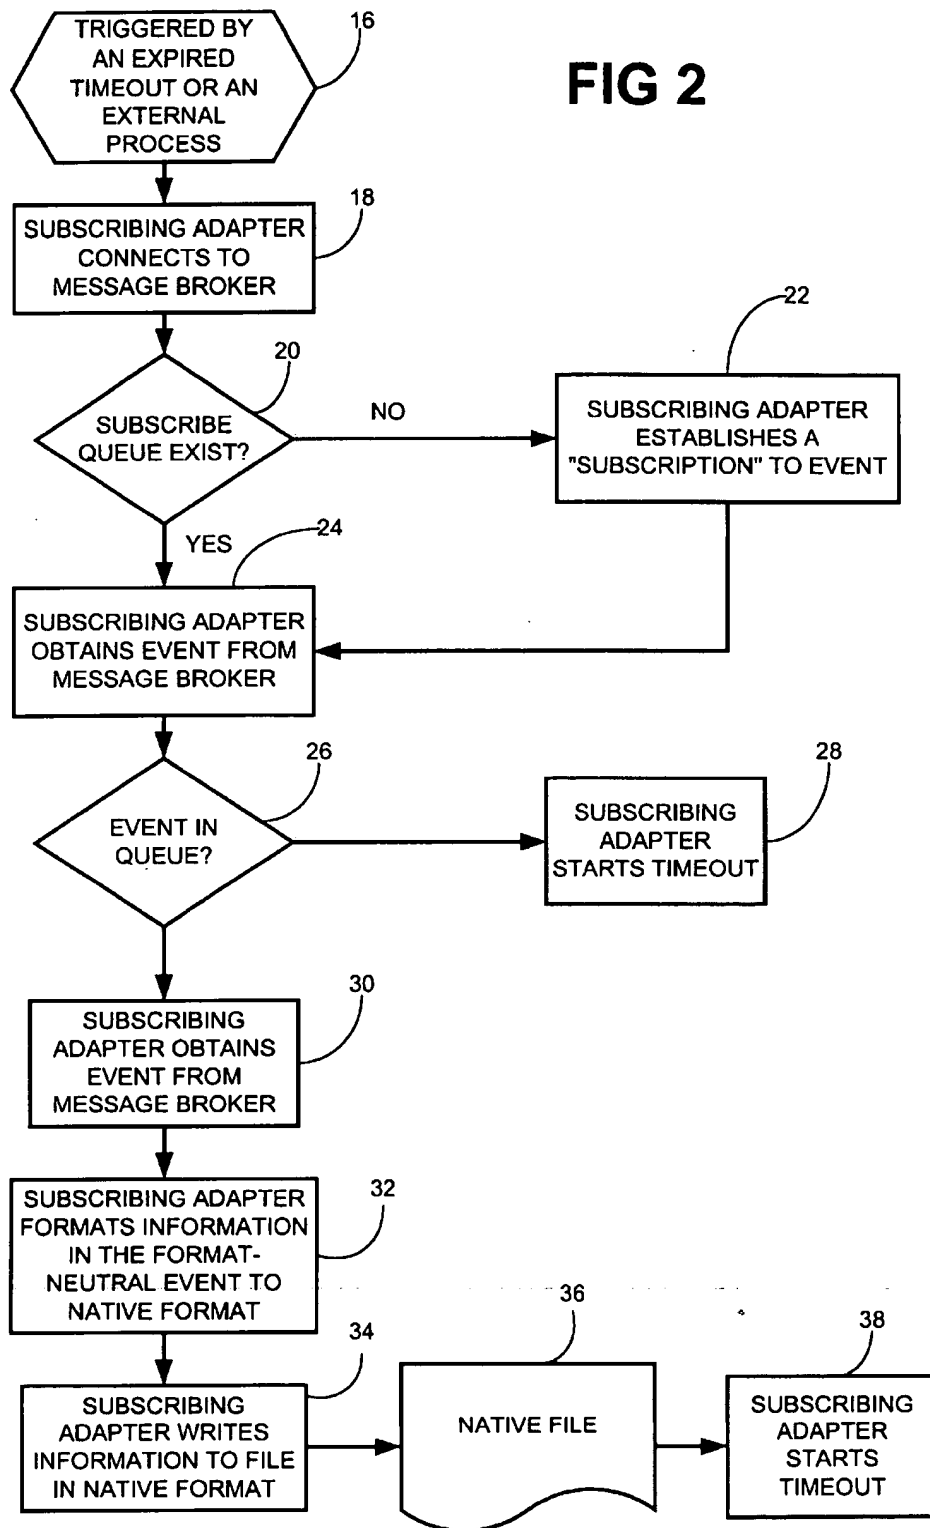 TRIGGERED BY
AN EXPIRED
TIMEOUT OR AN
EXTERNAL
PROCESS
16
FIG 2
SUBSCRIBING ADAPTER
CONNECTS TO
MESSAGE BROKER
18
SUBSCRIBE
QUEUE EXIST?
20
NO
SUBSCRIBING ADAPTER
ESTABLISHES A
"SUBSCRIPTION" TO EVENT
22
YES
24
SUBSCRIBING ADAPTER
OBTAINS EVENT FROM
MESSAGE BROKER
EVENT IN
QUEUE?
26
SUBSCRIBING
ADAPTER
STARTS TIMEOUT
28
SUBSCRIBING
ADAPTER OBTAINS
EVENT FROM
MESSAGE BROKER
30
SUBSCRIBING ADAPTER
FORMATS INFORMATION
IN THE FORMAT-
NEUTRAL EVENT TO
NATIVE FORMAT
32
SUBSCRIBING
ADAPTER WRITES
INFORMATION TO FILE
IN NATIVE FORMAT
34
NATIVE FILE
36
SUBSCRIBING
ADAPTER
STARTS
TIMEOUT
38